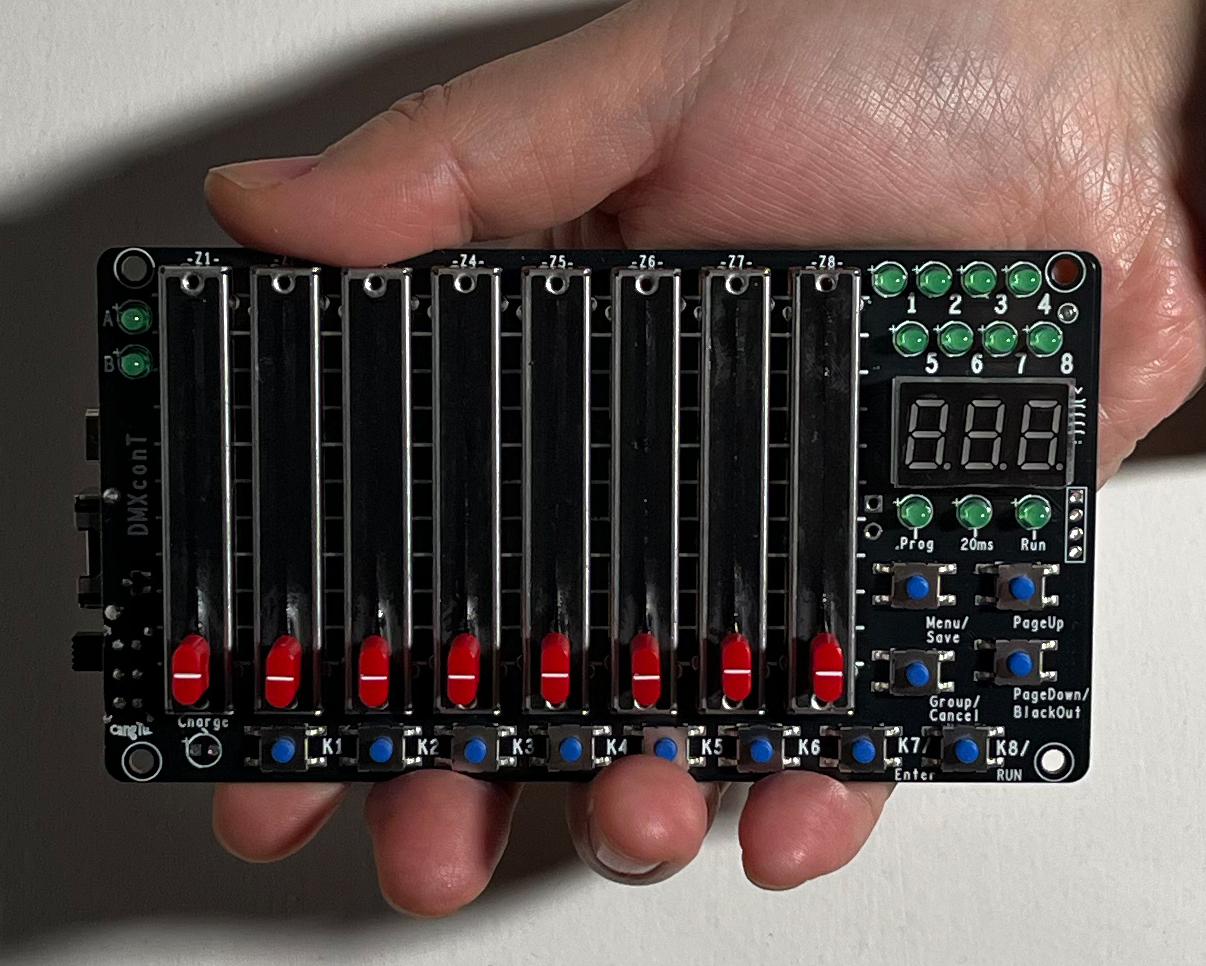 -Z1-
-Z4-
-Z5-
-Z6-
-Z7-
-Z8-
1 2 3 4
5 6 7 8
A
B
DMXconT
Prog 20ms Run
Menu/
Save
PageUp
Group/
Cancel
PageDown/
BlackOut
Charge
cangTu.
K1 K2 K3 K4 K5 K6 K7/ K8/
Enter RUN